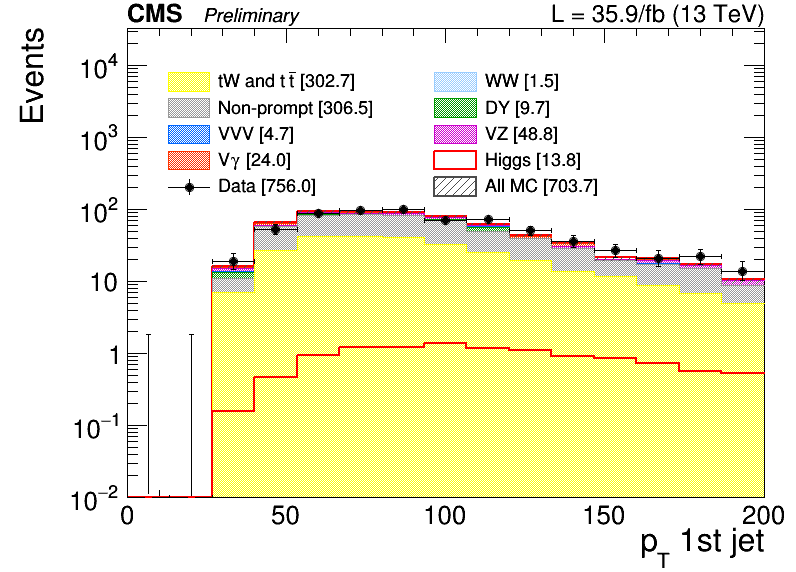 CMS Preliminary L = 35.9/fb (13 TeV)
Events
10⁴
10³
10²
10
1
10⁻¹
10⁻²
tW and t t̅ [302.7]
WW [1.5]
Non-prompt [306.5]
DY [9.7]
VVV [4.7]
VZ [48.8]
Vγ [24.0]
Higgs [13.8]
Data [756.0]
All MC [703.7]
0 50 100 150 200
p_T 1st jet